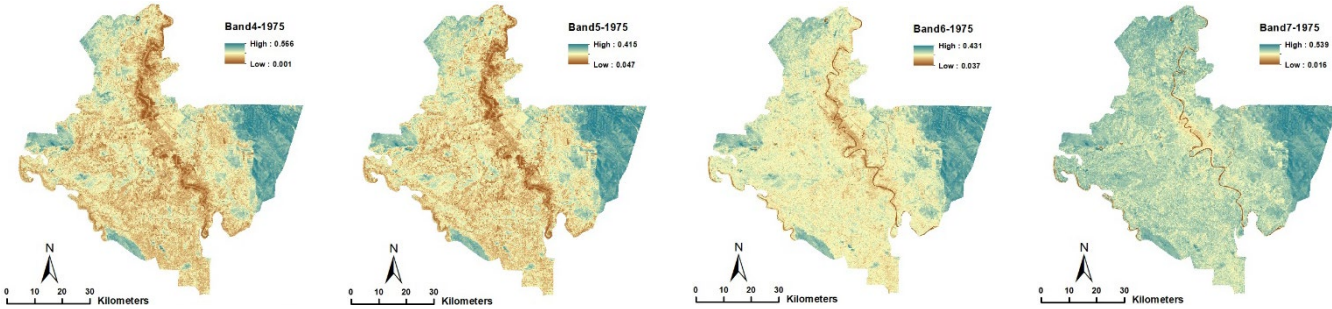 Band4-1975
High : 0.566
Low : 0.001
N
0 10 20 30
Kilometers
Band5-1975
High : 0.415
Low : 0.047
N
0 10 20 30
Kilometers
Band6-1975
High : 0.431
Low : 0.037
N
0 10 20 30
Kilometers
Band7-1975
High : 0.539
Low : 0.016
N
0 10 20 30
Kilometers